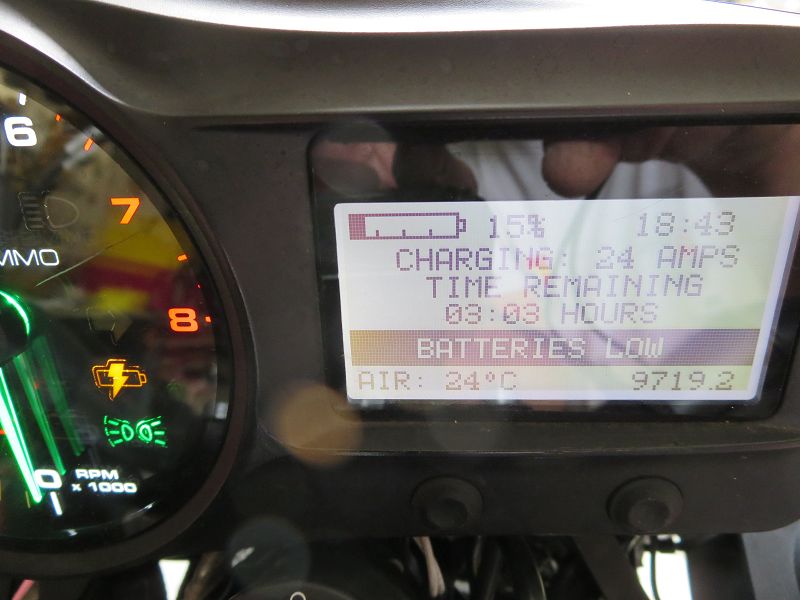 6
7
MMO
8
0
RPM
x 1000
15% 18:43
CHARGING: 24 AMPS
TIME REMAINING
03:03 HOURS
BATTERIES LOW
AIR: 24°C 9719.2